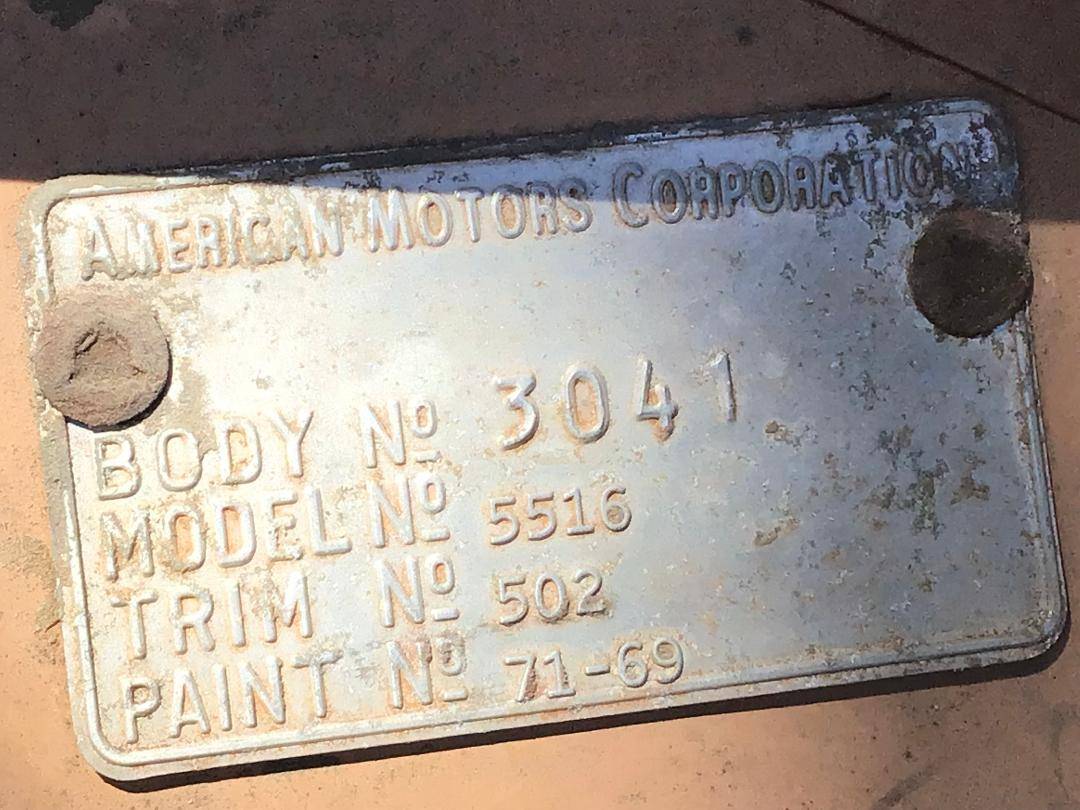 AMERICAN MOTORS CORPORATION
BODY Nº 3041
MODEL Nº 5516
TRIM Nº 502
PAINT Nº 71-69